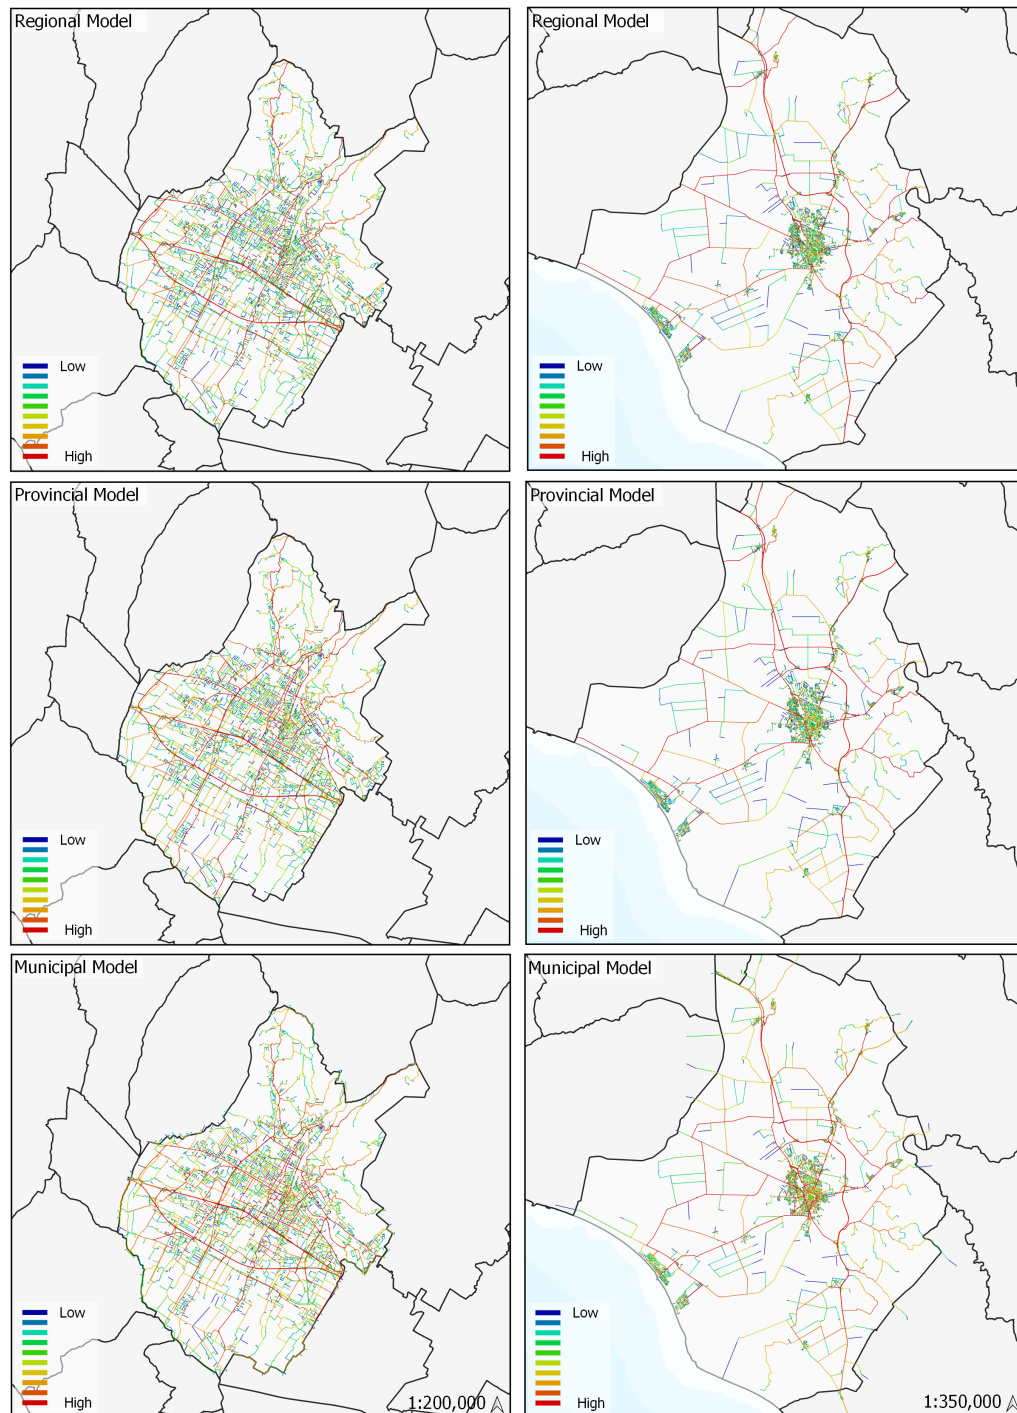 Regional Model
Low
High
Regional Model
Low
High
Provincial Model
Low
High
Provincial Model
Low
High
Municipal Model
Low
High
1:200,000
Municipal Model
Low
High
1:350,000